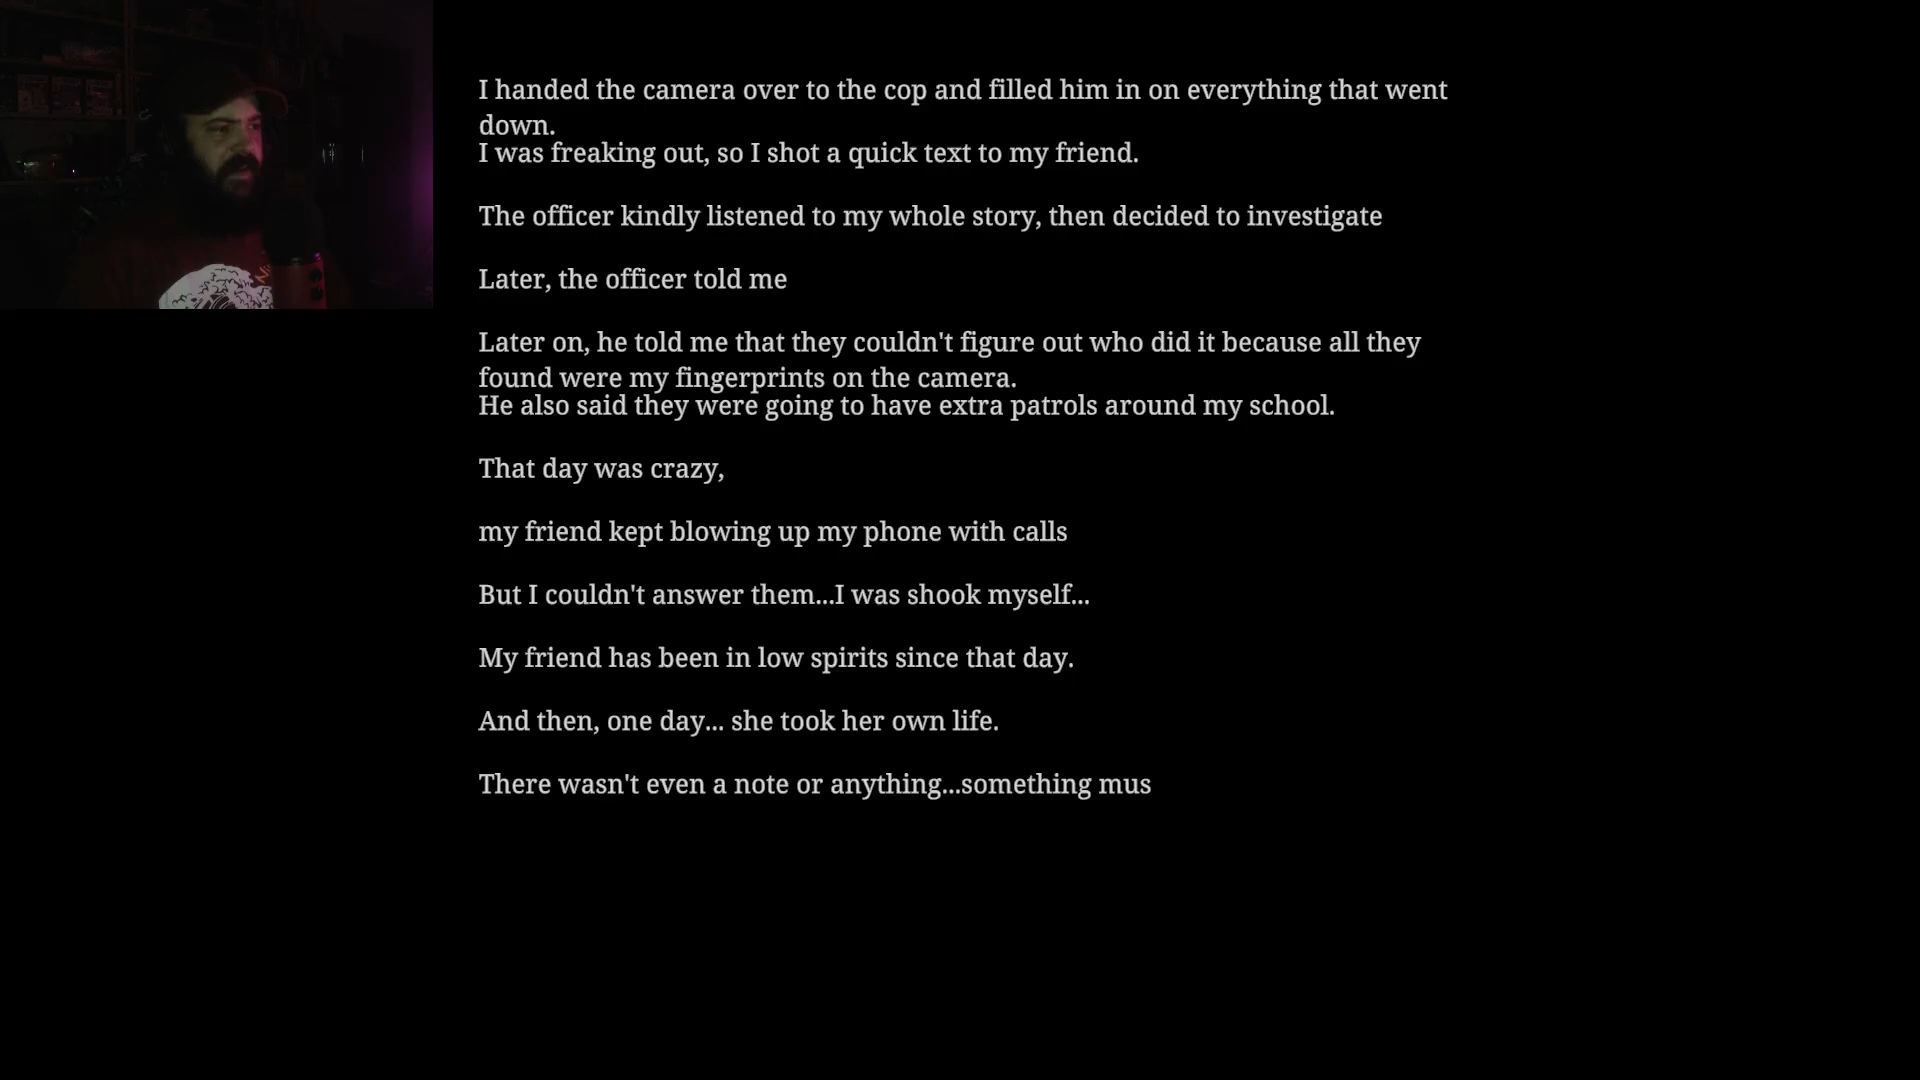 I handed the camera over to the cop and filled him in on everything that went
down.
I was freaking out, so I shot a quick text to my friend.
The officer kindly listened to my whole story, then decided to investigate
Later, the officer told me
Later on, he told me that they couldn't figure out who did it because all they
found were my fingerprints on the camera.
He also said they were going to have extra patrols around my school.
That day was crazy,
my friend kept blowing up my phone with calls
But I couldn't answer them...I was shook myself...
My friend has been in low spirits since that day.
And then, one day... she took her own life.
There wasn't even a note or anything...something mus